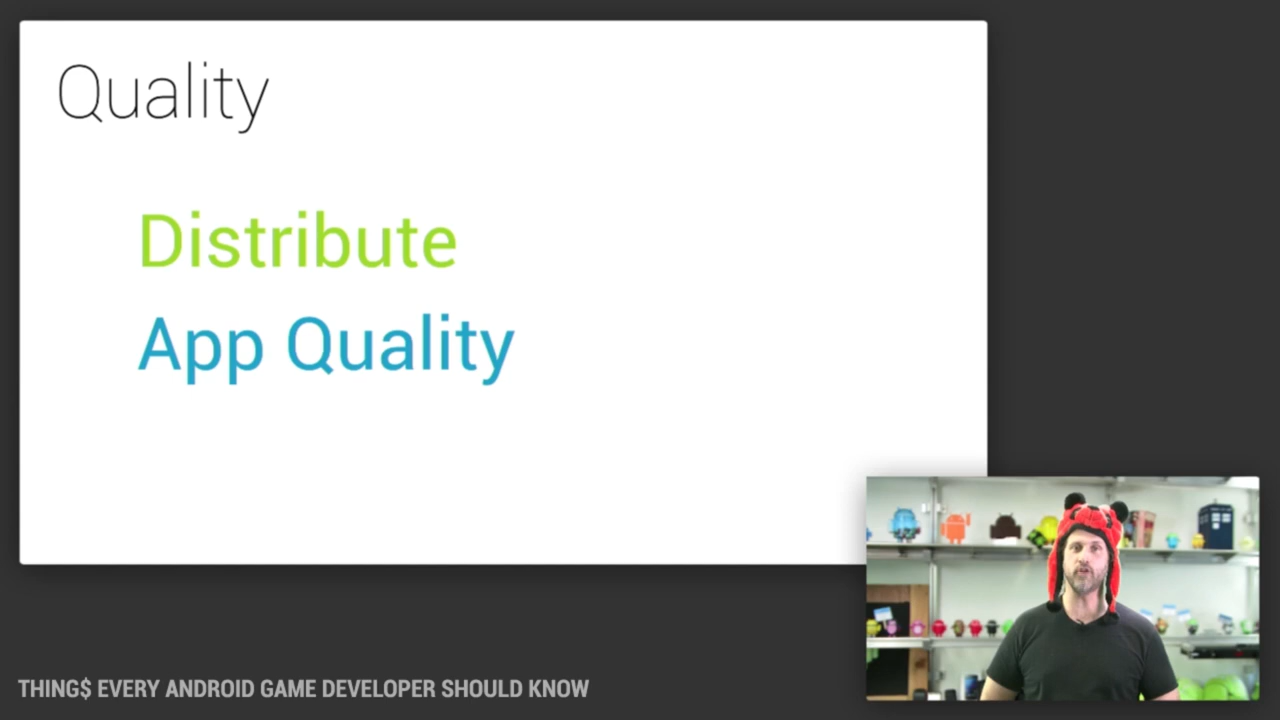 Quality
Distribute
App Quality
THING$ EVERY ANDROID GAME DEVELOPER SHOULD KNOW